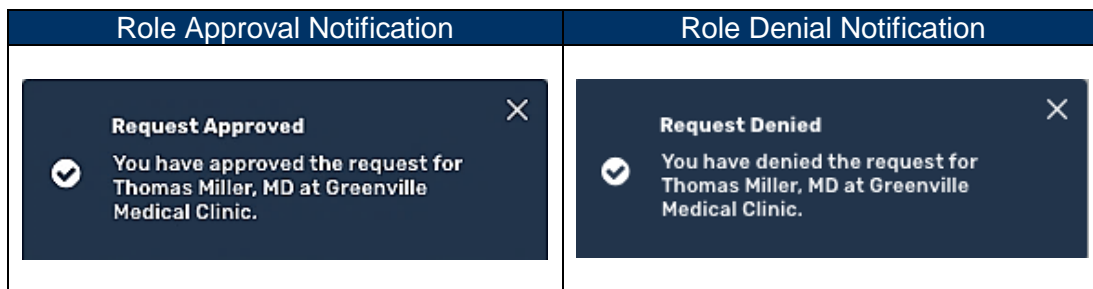 Role Approval Notification
Role Denial Notification
Request Approved
You have approved the request for
Thomas Miller, MD at Greenville
Medical Clinic.
Request Denied
You have denied the request for
Thomas Miller, MD at Greenville
Medical Clinic.